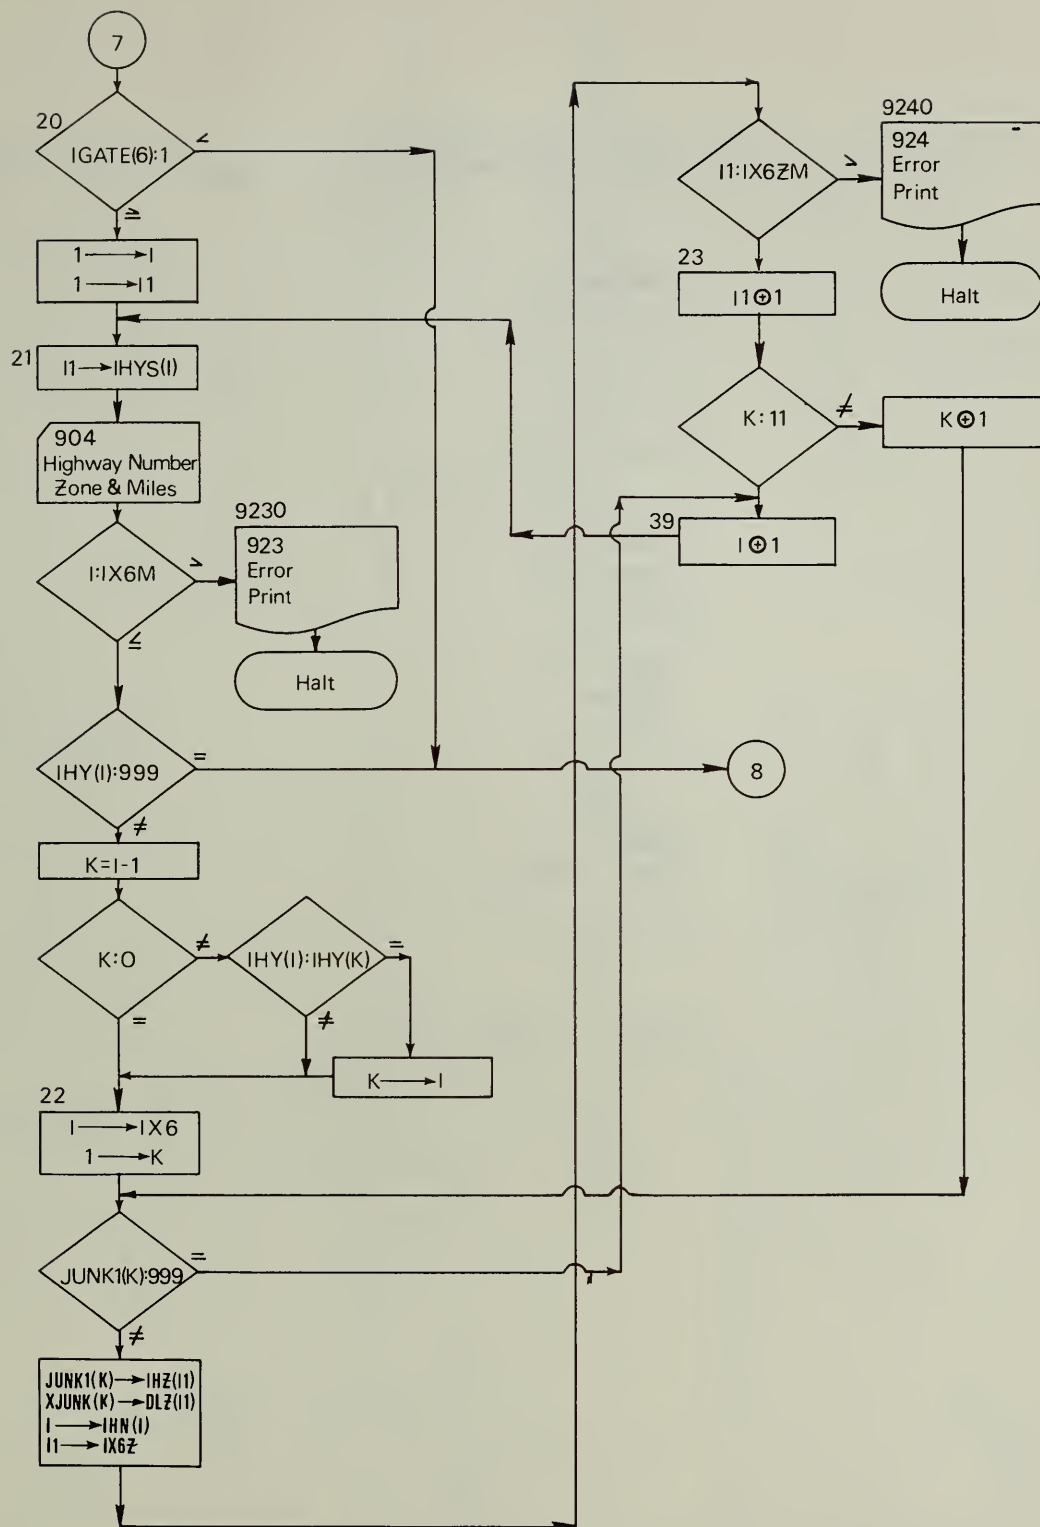 7
20
IGATE(6):1
<
≧
1→I
1→I1
21
I1→IHYS(I)
904
Highway Number
Zone & Miles
I:IX6M
>
≦
9230
923
Error
Print
Halt
IHY(I):999
=
≠
8
K=I-1
K:0
≠
=
IHY(I):IHY(K)
=
≠
K→I
22
I→IX6
1→K
JUNK1(K):999
=
≠
JUNK1(K)→IHZ(I1)
XJUNK(K)→DLZ(I1)
I→IHN(I)
I1→IX6Z
I1:IX6ZM
>
9240
924
Error
Print
Halt
23
I1⊕1
K:11
≠
K⊕1
39
I⊕1